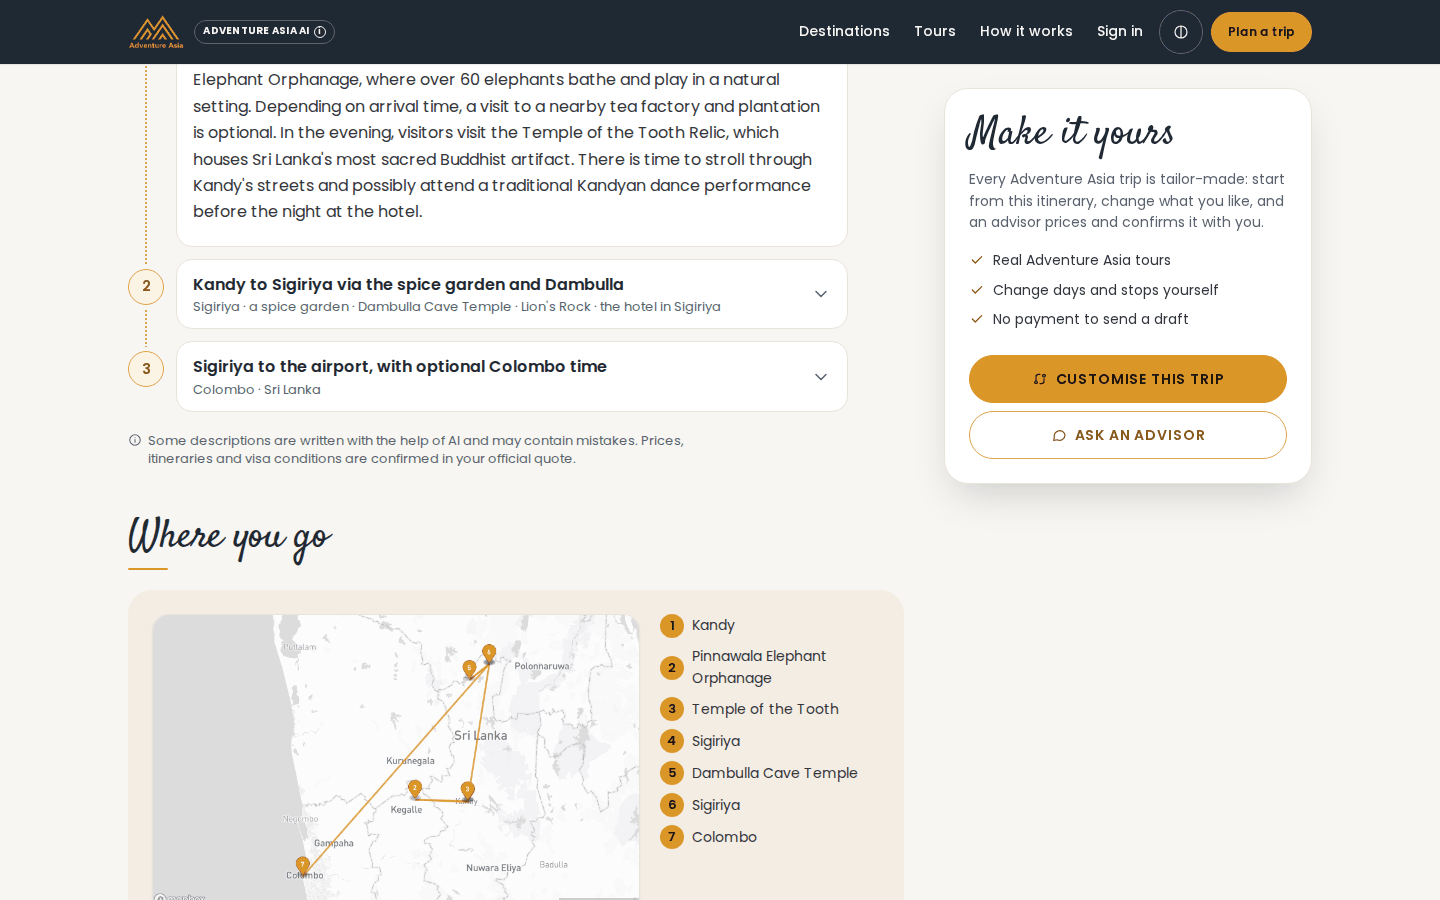 Adventure Asia
ADVENTURE ASIA AI
Destinations
Tours
How it works
Sign in
Plan a trip
Elephant Orphanage, where over 60 elephants bathe and play in a natural
setting. Depending on arrival time, a visit to a nearby tea factory and plantation
is optional. In the evening, visitors visit the Temple of the Tooth Relic, which
houses Sri Lanka's most sacred Buddhist artifact. There is time to stroll through
Kandy's streets and possibly attend a traditional Kandyan dance performance
before the night at the hotel.
2
Kandy to Sigiriya via the spice garden and Dambulla
Sigiriya · a spice garden · Dambulla Cave Temple · Lion's Rock · the hotel in Sigiriya
3
Sigiriya to the airport, with optional Colombo time
Colombo · Sri Lanka
Some descriptions are written with the help of AI and may contain mistakes. Prices,
itineraries and visa conditions are confirmed in your official quote.
Make it yours
Every Adventure Asia trip is tailor-made: start
from this itinerary, change what you like, and
an advisor prices and confirms it with you.
Real Adventure Asia tours
Change days and stops yourself
No payment to send a draft
CUSTOMISE THIS TRIP
ASK AN ADVISOR
Where you go
Puttalam
6
5
Polonnaruwa
Sri Lanka
Kurunegala
2
3
Kandy
Kegalle
Negombo
Gampaha
7
Colombo
Nuwara Eliya
Badulla
mapbox
1 Kandy
2 Pinnawala Elephant
Orphanage
3 Temple of the Tooth
4 Sigiriya
5 Dambulla Cave Temple
6 Sigiriya
7 Colombo